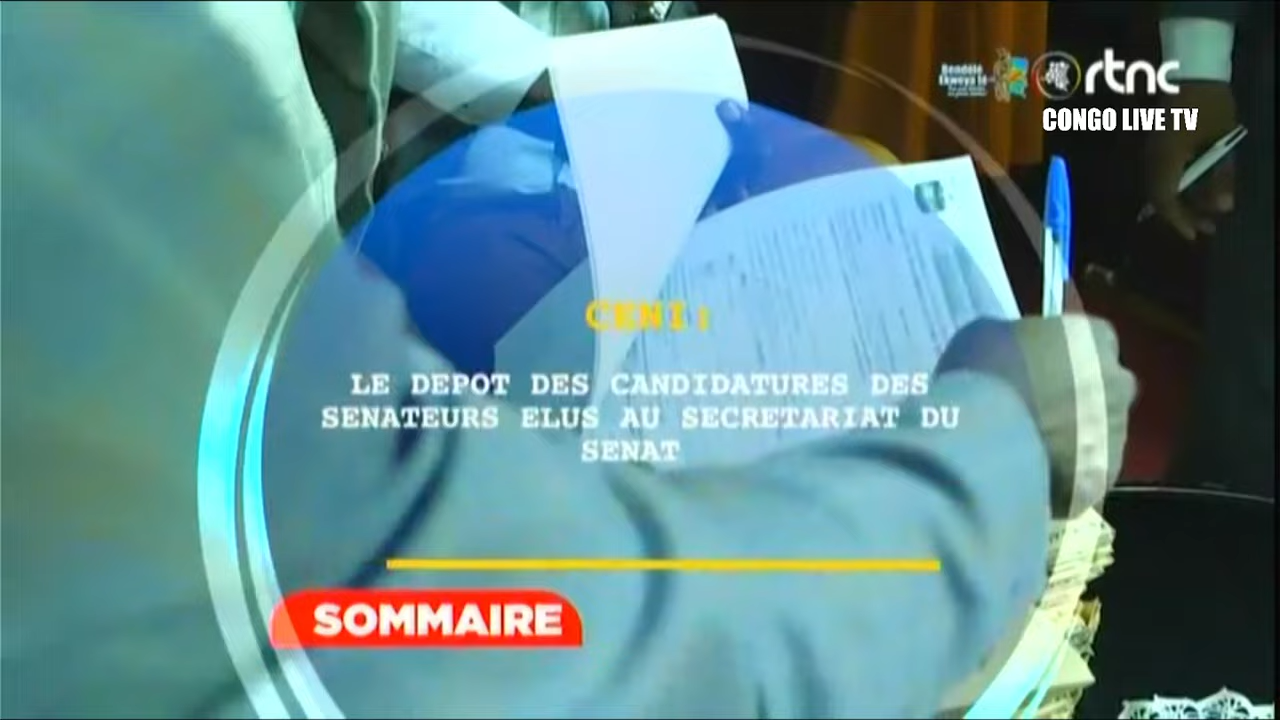 rtnc
CONGO LIVE TV
CENI:
LE DEPOT DES CANDIDATURES DES
SENATEURS ELUS AU SECRETARIAT DU
SENAT
SOMMAIRE